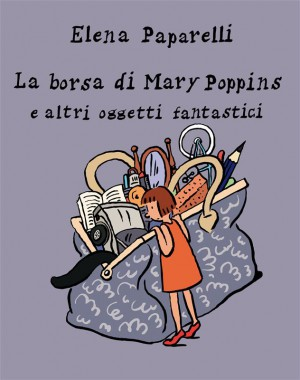 Elena Paparelli
La borsa di Mary Poppins
e altri oggetti fantastici